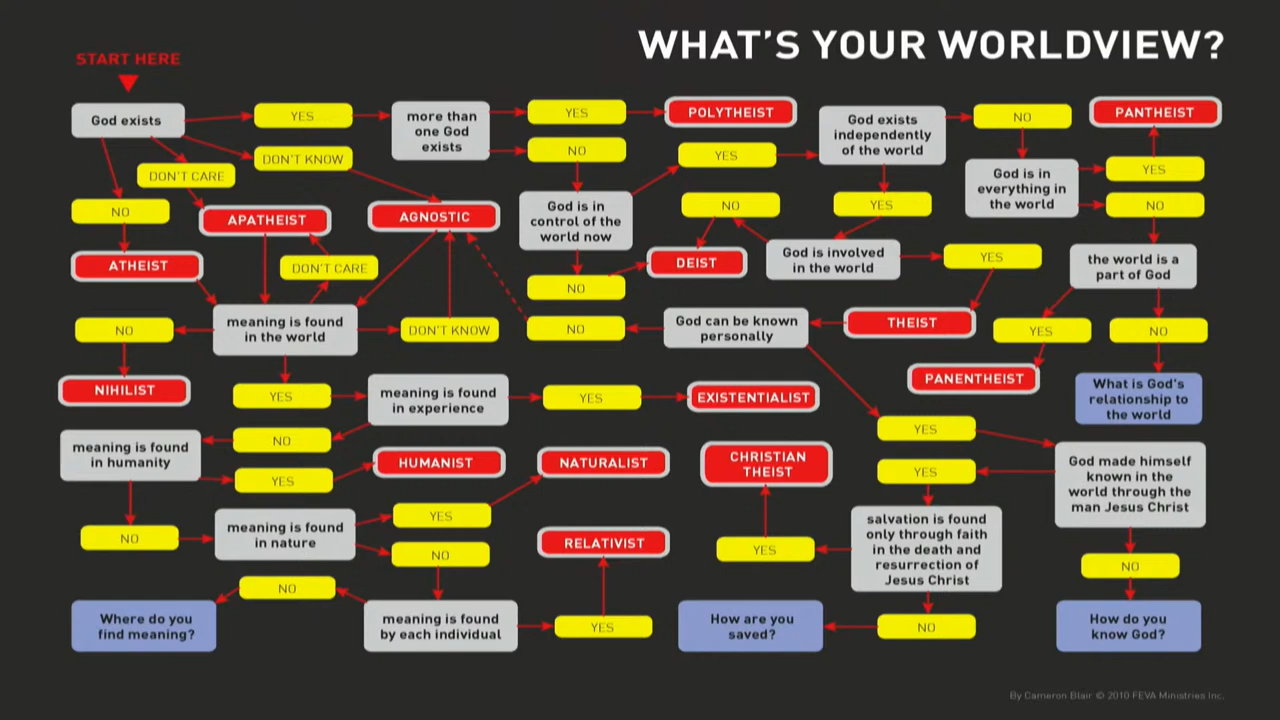 WHAT'S YOUR WORLDVIEW?
START HERE
God exists
YES
more than
one God
exists
YES
POLYTHEIST
God exists
independently
of the world
NO
PANTHEIST
DON'T KNOW
NO
YES
God is in
everything in
the world
YES
DON'T CARE
NO
APATHEIST
AGNOSTIC
God is in
control of the
world now
NO
YES
NO
ATHEIST
DON'T CARE
DEIST
God is involved
in the world
YES
the world is a
part of God
NO
NO
meaning is found
in the world
DON'T KNOW
NO
God can be known
personally
THEIST
YES
NO
NIHILIST
YES
meaning is found
in experience
YES
EXISTENTIALIST
PANENTHEIST
What is God's
relationship to
the world
meaning is found
in humanity
NO
YES
HUMANIST
NATURALIST
CHRISTIAN
THEIST
YES
YES
God made himself
known in the
world through the
man Jesus Christ
NO
meaning is found
in nature
YES
NO
RELATIVIST
YES
salvation is found
only through faith
in the death and
resurrection of
Jesus Christ
NO
NO
Where do you
find meaning?
meaning is found
by each individual
YES
How are you
saved?
NO
How do you
know God?
By Cameron Blair © 2010 FEVA Ministries Inc.